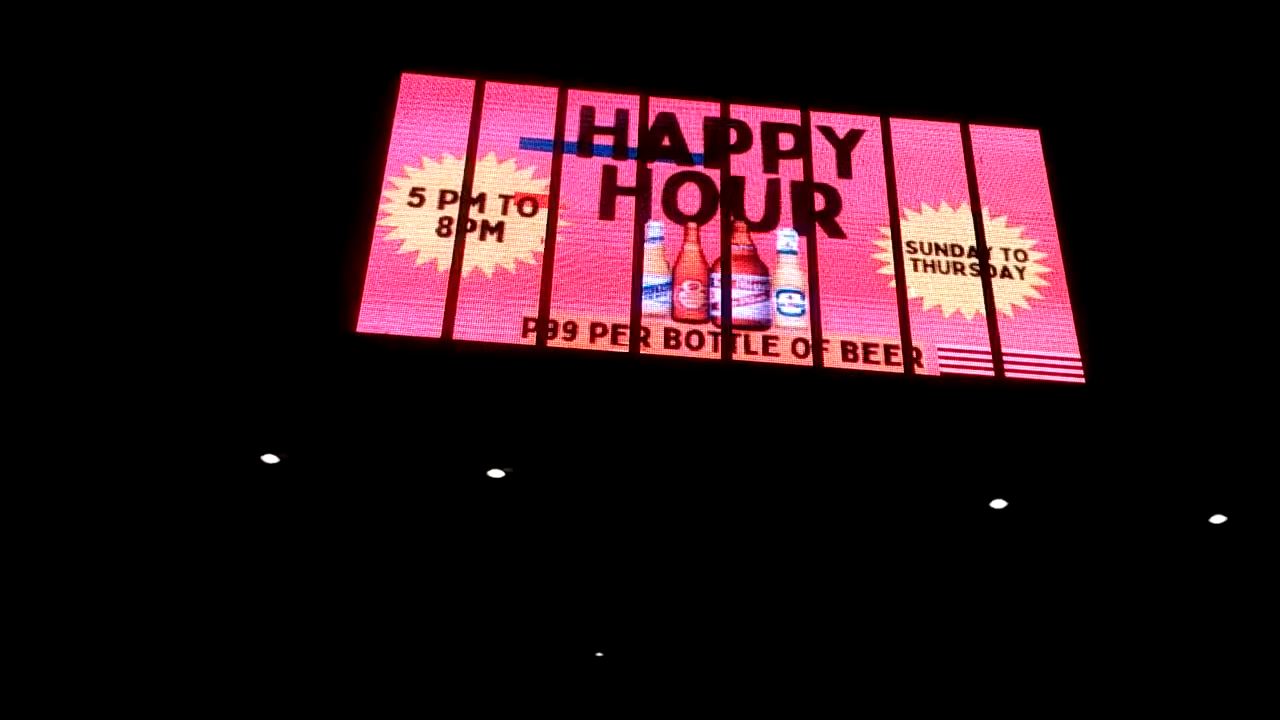 HAPPY
HOUR
5 PM TO
8PM
SUNDAY TO
THURSDAY
P99 PER BOTTLE OF BEER